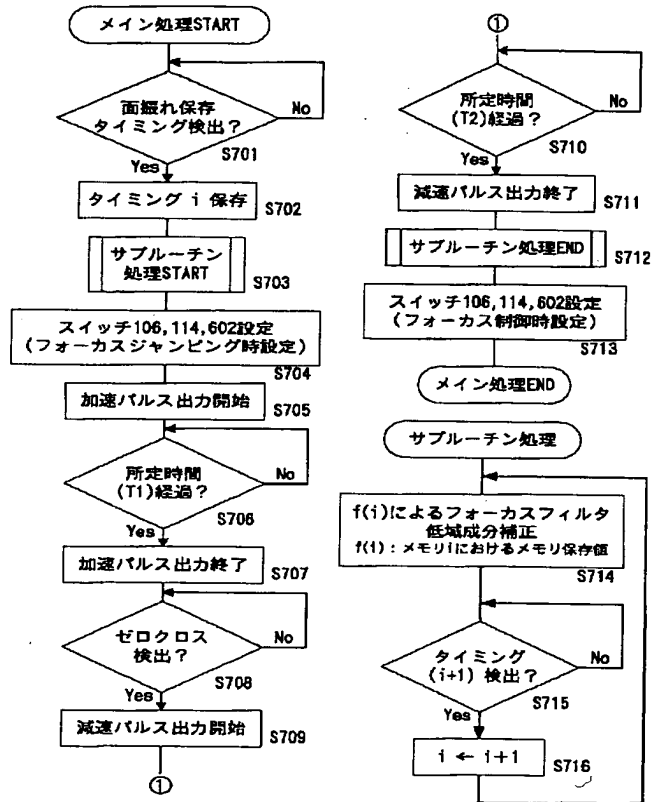 メイン処理START
面振れ保存
タイミング検出?
No
S701
Yes
タイミング i 保存
S702
サブルーチン
処理START
S703
スイッチ106,114,602設定
(フォーカスジャンピング時設定)
S704
加速パルス出力開始
S705
所定時間
(T1)経過?
No
S706
Yes
加速パルス出力終了
S707
ゼロクロス
検出?
No
S708
Yes
減速パルス出力開始
S709
①
①
所定時間
(T2)経過?
No
S710
Yes
減速パルス出力終了
S711
サブルーチン処理END
S712
スイッチ106,114,602設定
(フォーカス制御時設定)
S713
メイン処理END
サブルーチン処理
f(i)によるフォーカスフィルタ
低域成分補正
f(i):メモリiにおけるメモリ保存値
S714
タイミング
(i+1) 検出?
No
S715
Yes
i ← i+1
S716